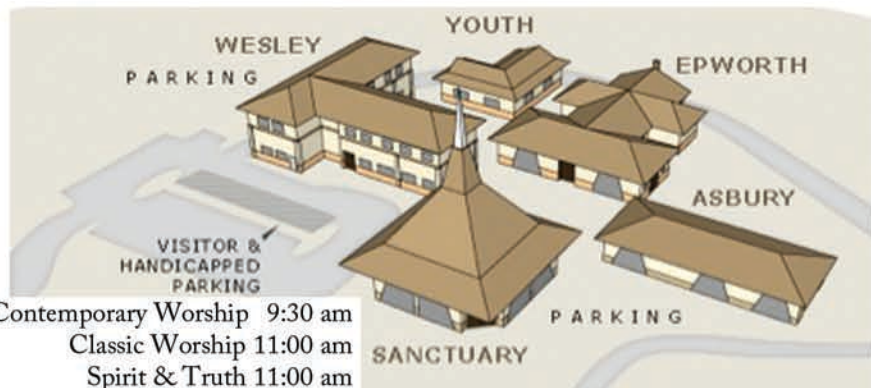 YOUTH
WESLEY
PARKING
EPWORTH
ASBURY
VISITOR &
HANDICAPPED
PARKING
PARKING
SANCTUARY
Contemporary Worship 9:30 am
Classic Worship 11:00 am
Spirit & Truth 11:00 am